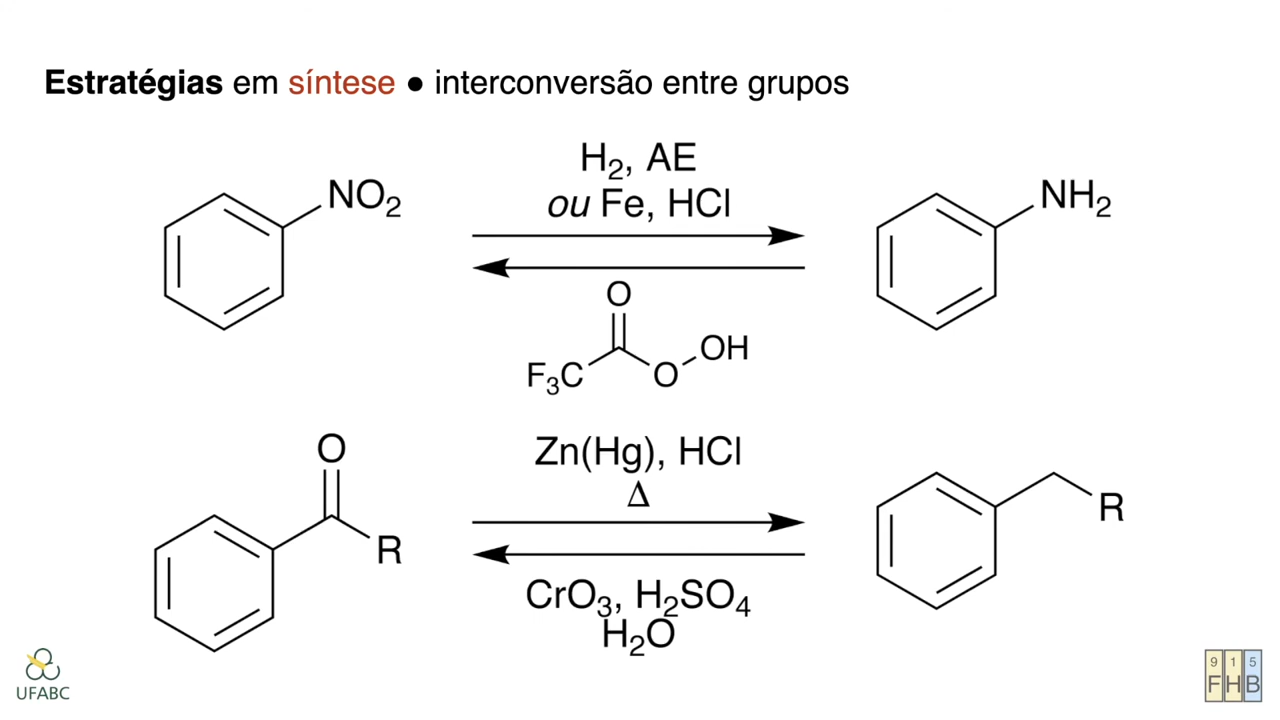 Estratégias em síntese ● interconversão entre grupos
H₂, AE
ou Fe, HCl
NO₂
NH₂
O
F₃C
O
OH
O
R
Zn(Hg), HCl
Δ
R
CrO₃, H₂SO₄
H₂O
UFABC
9 1 5
F H B